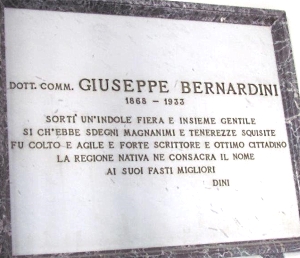 DOTT. COMM. GIUSEPPE BERNARDINI
1868 - 1933
SORTÌ UN'INDOLE FIERA E INSIEME GENTILE
SI CH'EBBE SDEGNI MAGNANIMI E TENEREZZE SQUISITE
FU COLTO E AGILE E FORTE SCRITTORE E OTTIMO CITTADINO
LA REGIONE NATIVA NE CONSACRA IL NOME
AI SUOI FASTI MIGLIORI
DINI